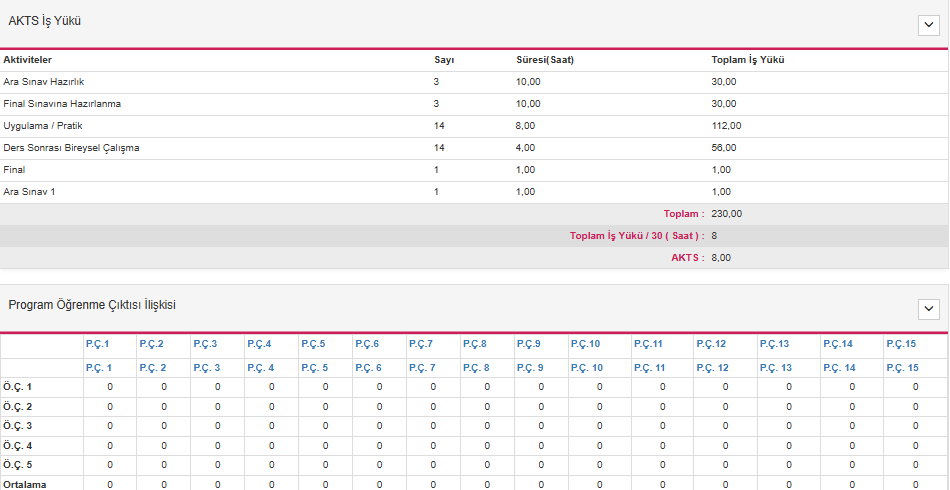 AKTS İş Yükü
Aktiviteler Sayı Süresi(Saat) Toplam İş Yükü
Ara Sınav Hazırlık 3 10,00 30,00
Final Sınavına Hazırlanma 3 10,00 30,00
Uygulama / Pratik 14 8,00 112,00
Ders Sonrası Bireysel Çalışma 14 4,00 56,00
Final 1 1,00 1,00
Ara Sınav 1 1 1,00 1,00
Toplam : 230,00
Toplam İş Yükü / 30 ( Saat ) : 8
AKTS : 8,00
Program Öğrenme Çıktısı İlişkisi
P.Ç.1 P.Ç.2 P.Ç.3 P.Ç.4 P.Ç.5 P.Ç.6 P.Ç.7 P.Ç.8 P.Ç.9 P.Ç.10 P.Ç.11 P.Ç.12 P.Ç.13 P.Ç.14 P.Ç.15
P.Ç. 1 P.Ç. 2 P.Ç. 3 P.Ç. 4 P.Ç. 5 P.Ç. 6 P.Ç. 7 P.Ç. 8 P.Ç. 9 P.Ç. 10 P.Ç. 11 P.Ç. 12 P.Ç. 13 P.Ç. 14 P.Ç. 15
Ö.Ç. 1 0 0 0 0 0 0 0 0 0 0 0 0 0 0 0
Ö.Ç. 2 0 0 0 0 0 0 0 0 0 0 0 0 0 0 0
Ö.Ç. 3 0 0 0 0 0 0 0 0 0 0 0 0 0 0 0
Ö.Ç. 4 0 0 0 0 0 0 0 0 0 0 0 0 0 0 0
Ö.Ç. 5 0 0 0 0 0 0 0 0 0 0 0 0 0 0 0
Ortalama 0 0 0 0 0 0 0 0 0 0 0 0 0 0 0